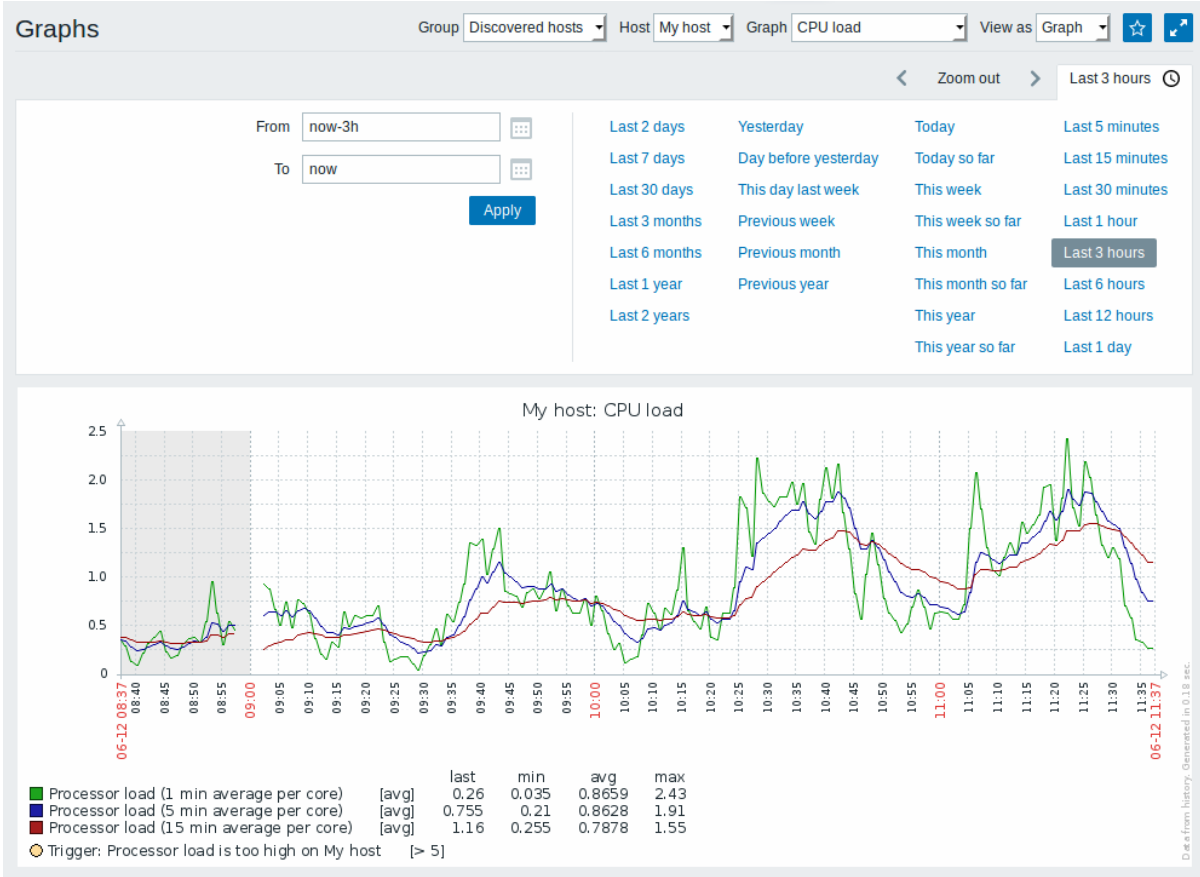 Graphs Group Discovered hosts Host My host Graph CPU load View as Graph
Zoom out Last 3 hours
From now-3h
To now
Apply
Last 2 days Yesterday Today Last 5 minutes
Last 7 days Day before yesterday Today so far Last 15 minutes
Last 30 days This day last week This week Last 30 minutes
Last 3 months Previous week This week so far Last 1 hour
Last 6 months Previous month This month Last 3 hours
Last 1 year Previous year This month so far Last 6 hours
Last 2 years This year Last 12 hours
This year so far Last 1 day
My host: CPU load
2.5
2.0
1.5
1.0
0.5
0
06-12 08:37 08:40 08:45 08:50 08:55 09:00 09:05 09:10 09:15 09:20 09:25 09:30 09:35 09:40 09:45 09:50 09:55 10:00 10:05 10:10 10:15 10:20 10:25 10:30 10:35 10:40 10:45 10:50 10:55 11:00 11:05 11:10 11:15 11:20 11:25 11:30 11:35 06-12 11:37
last min avg max
Processor load (1 min average per core) [avg] 0.26 0.035 0.8659 2.43
Processor load (5 min average per core) [avg] 0.755 0.21 0.8628 1.91
Processor load (15 min average per core) [avg] 1.16 0.255 0.7878 1.55
Trigger: Processor load is too high on My host [> 5]
Data from history. Generated in 0.18 sec.